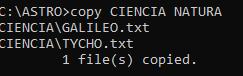 C:\ASTRO>copy CIENCIA NATURA
CIENCIA\GALILEO.txt
CIENCIA\TYCHO.txt
        1 file(s) copied.